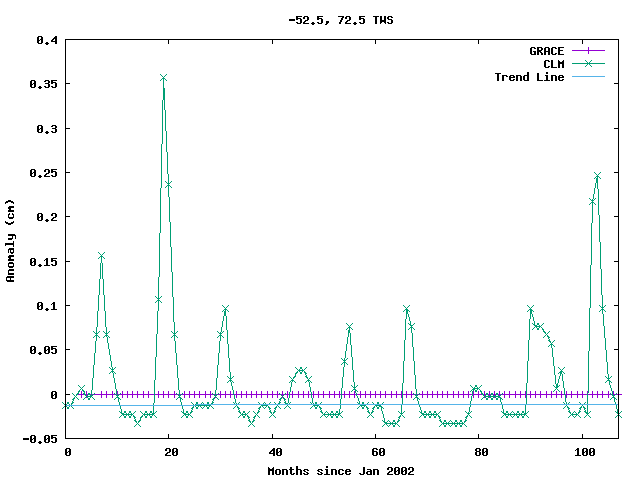 -52.5, 72.5 TWS
GRACE
CLM
Trend Line
0.4
0.35
0.3
0.25
0.2
0.15
0.1
0.05
0
-0.05
Anomaly (cm)
0 20 40 60 80 100
Months since Jan 2002